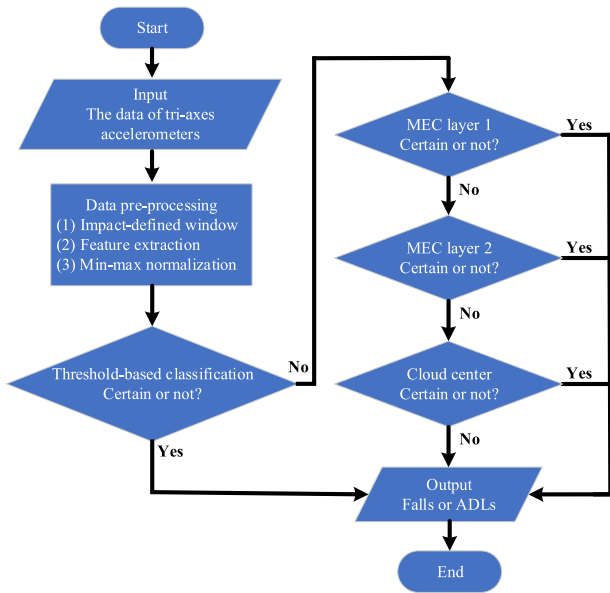 Start
Input
The data of tri-axes
accelerometers
Data pre-processing
(1) Impact-defined window
(2) Feature extraction
(3) Min-max normalization
Threshold-based classification
Certain or not?
No
Yes
MEC layer 1
Certain or not?
Yes
No
MEC layer 2
Certain or not?
Yes
No
Cloud center
Certain or not?
Yes
No
Output
Falls or ADLs
End